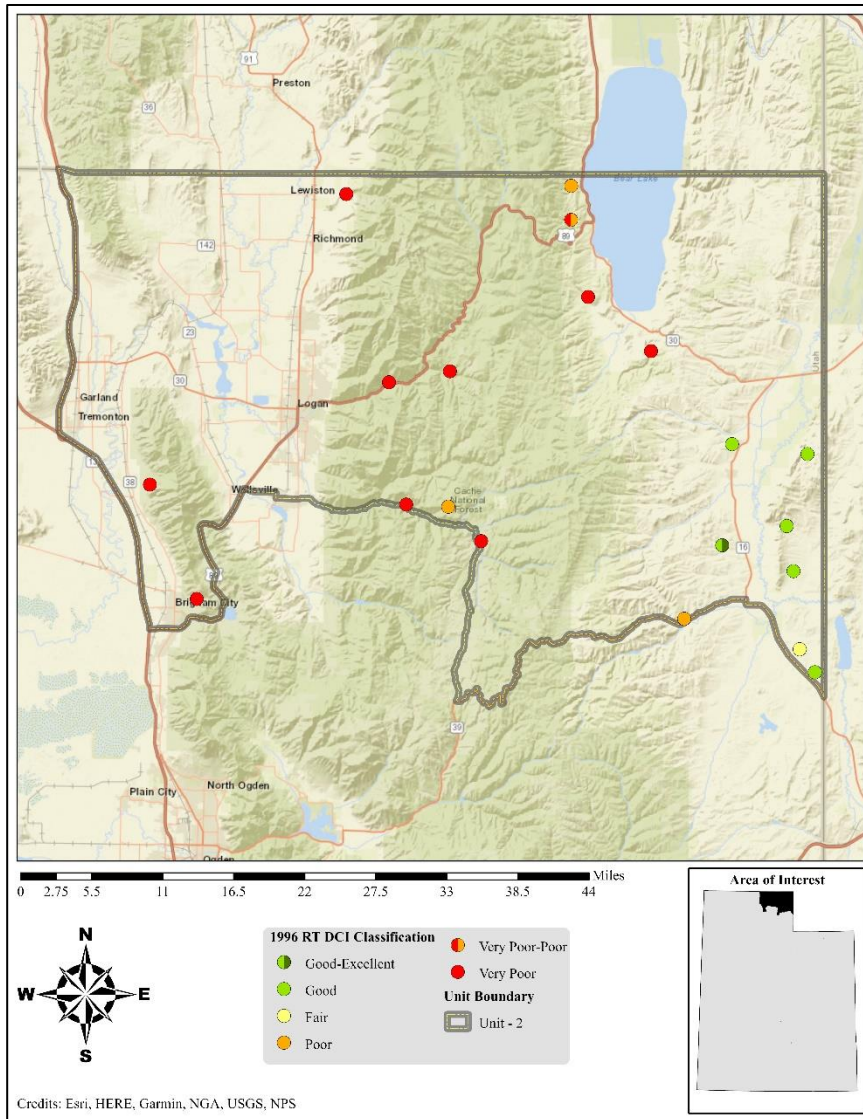 91
Preston
36
Bear Lake
Lewiston
Richmond
89
142
23
30
30
Utah
Garland
Tremonton
Logan
38
Wellsville
Cache
National
Forest
16
Brigham City
39
North Ogden
Plain City
Ogden
Miles
0 2.75 5.5 11 16.5 22 27.5 33 38.5 44
Area of Interest
N
W E
S
1996 RT DCI Classification
Good-Excellent
Good
Fair
Poor
Very Poor-Poor
Very Poor
Unit Boundary
Unit - 2
Credits: Esri, HERE, Garmin, NGA, USGS, NPS